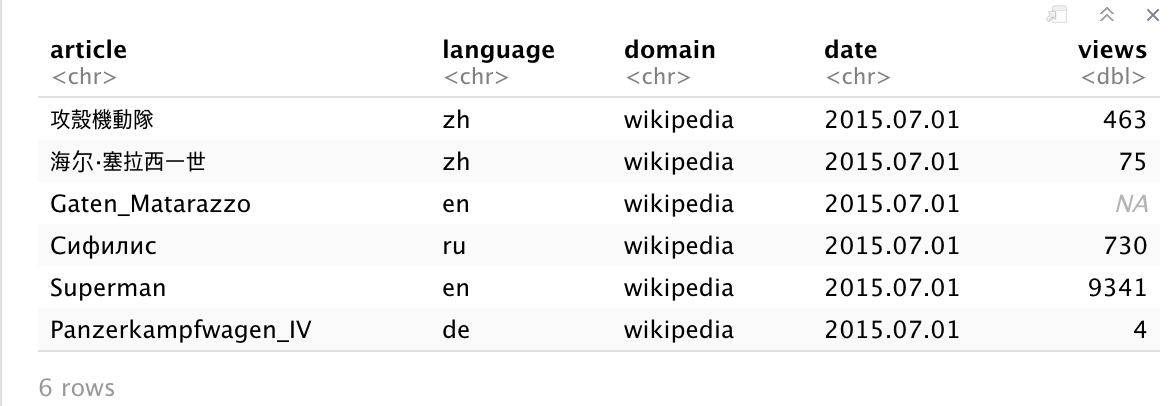 article language domain date views
<chr> <chr> <chr> <chr> <dbl>
攻殼機動隊 zh wikipedia 2015.07.01 463
海尔·塞拉西一世 zh wikipedia 2015.07.01 75
Gaten_Matarazzo en wikipedia 2015.07.01 NA
Сифилис ru wikipedia 2015.07.01 730
Superman en wikipedia 2015.07.01 9341
Panzerkampfwagen_IV de wikipedia 2015.07.01 4
6 rows